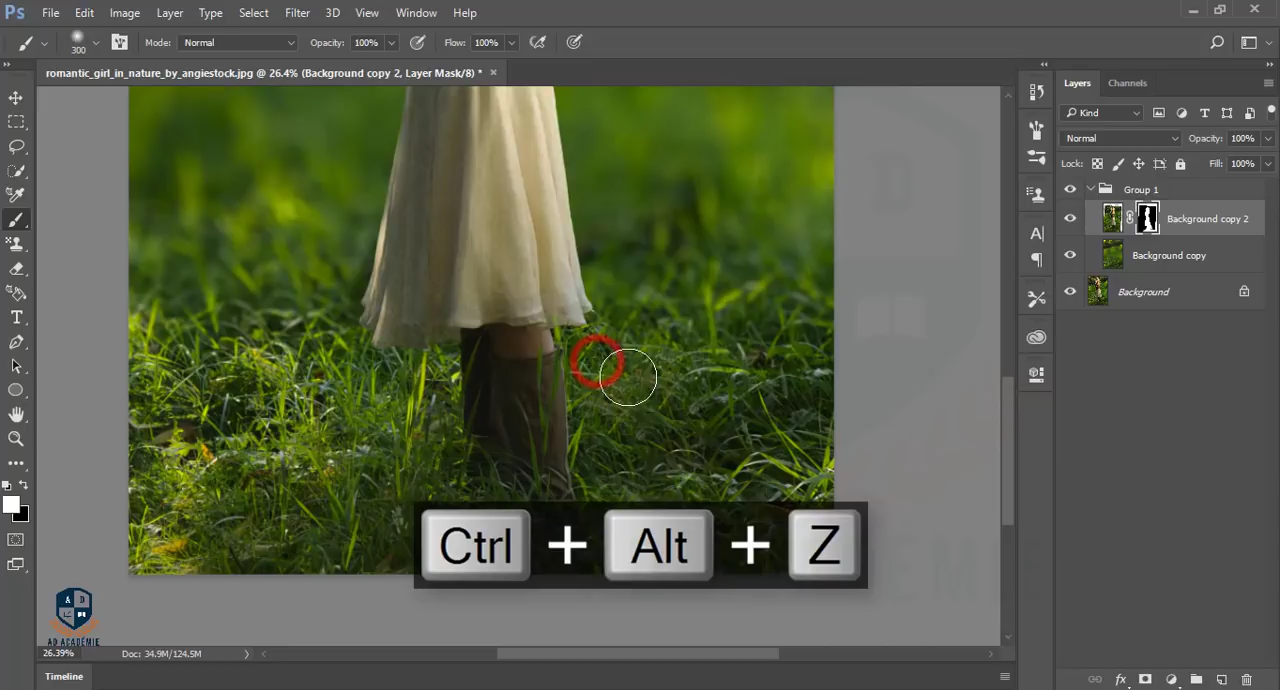 Ps File Edit Image Layer Type Select Filter 3D View Window Help
300 Mode: Normal Opacity: 100% Flow: 100%
romantic_girl_in_nature_by_angiestock.jpg @ 26.4% (Background copy 2, Layer Mask/8) * ×
Layers Channels
Kind
Normal Opacity: 100%
Lock: Fill: 100%
Group 1
Background copy 2
Background copy
Background
Ctrl + Alt + Z
A D
AD ACADÉMIE
26.39% Doc: 34.9M/124.5M
Timeline